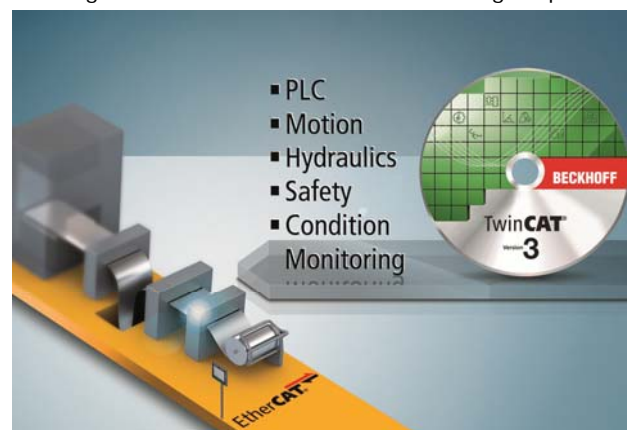 ▪ PLC
▪ Motion
▪ Hydraulics
▪ Safety
▪ Condition
Monitoring
BECKHOFF
TwinCAT®
Version 3
EtherCAT